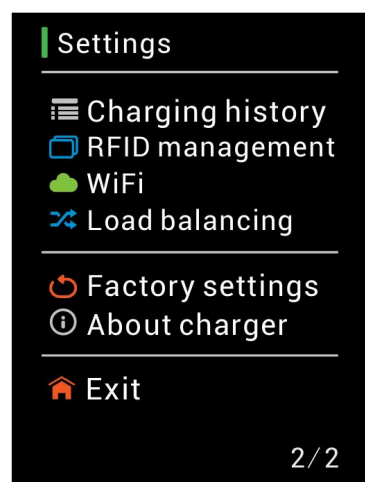 Settings
Charging history
RFID management
WiFi
Load balancing
Factory settings
About charger
Exit
2/2